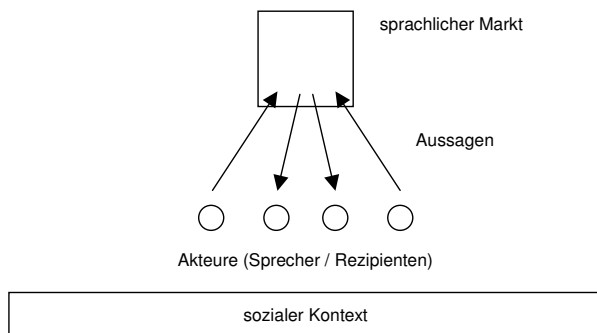 sprachlicher Markt
Aussagen
Akteure (Sprecher / Rezipienten)
sozialer Kontext